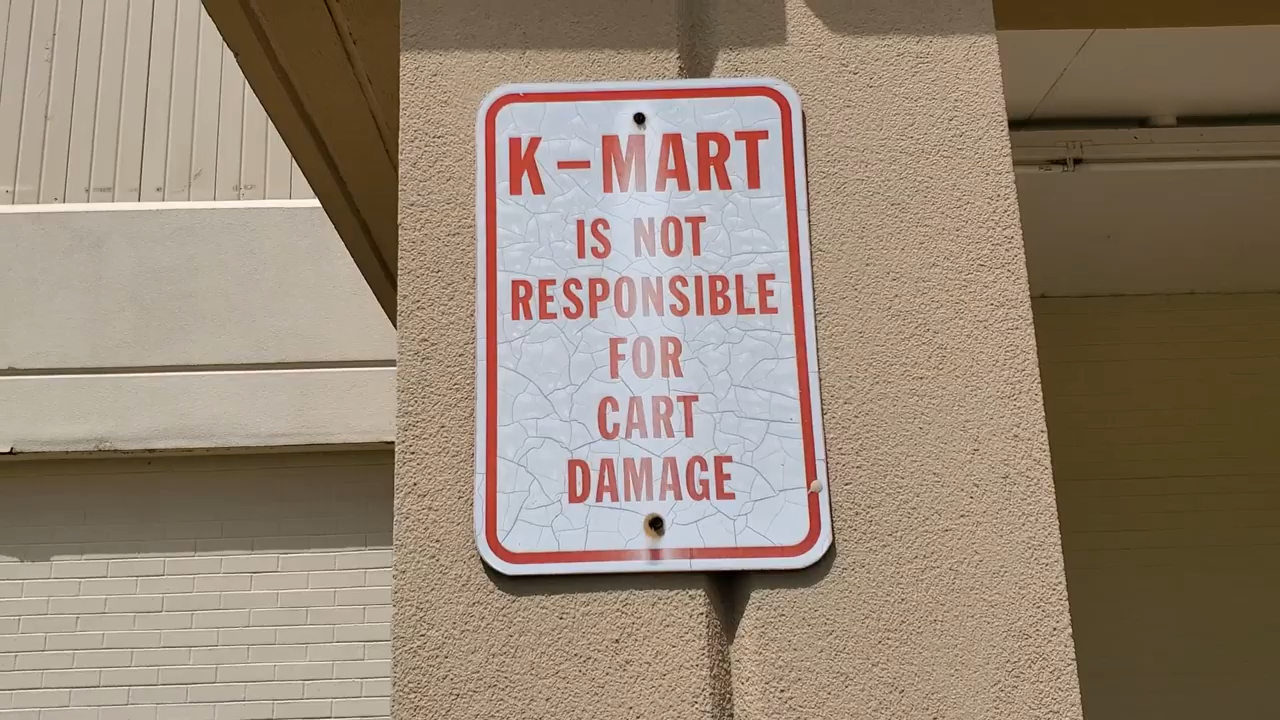 K-MART
IS NOT
RESPONSIBLE
FOR
CART
DAMAGE